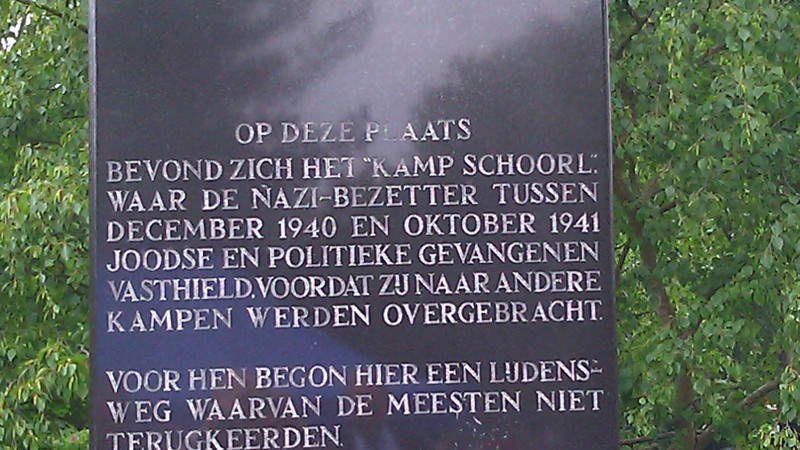 OP DEZE PLAATS
BEVOND ZICH HET "KAMP SCHOORL".
WAAR DE NAZI-BEZETTER TUSSEN
DECEMBER 1940 EN OKTOBER 1941
JOODSE EN POLITIEKE GEVANGENEN
VASTHIELD, VOORDAT ZIJ NAAR ANDERE
KAMPEN WERDEN OVERGEBRACHT.
VOOR HEN BEGON HIER EEN LIJDENS-
WEG WAARVAN DE MEESTEN NIET
TERUGKEERDEN.